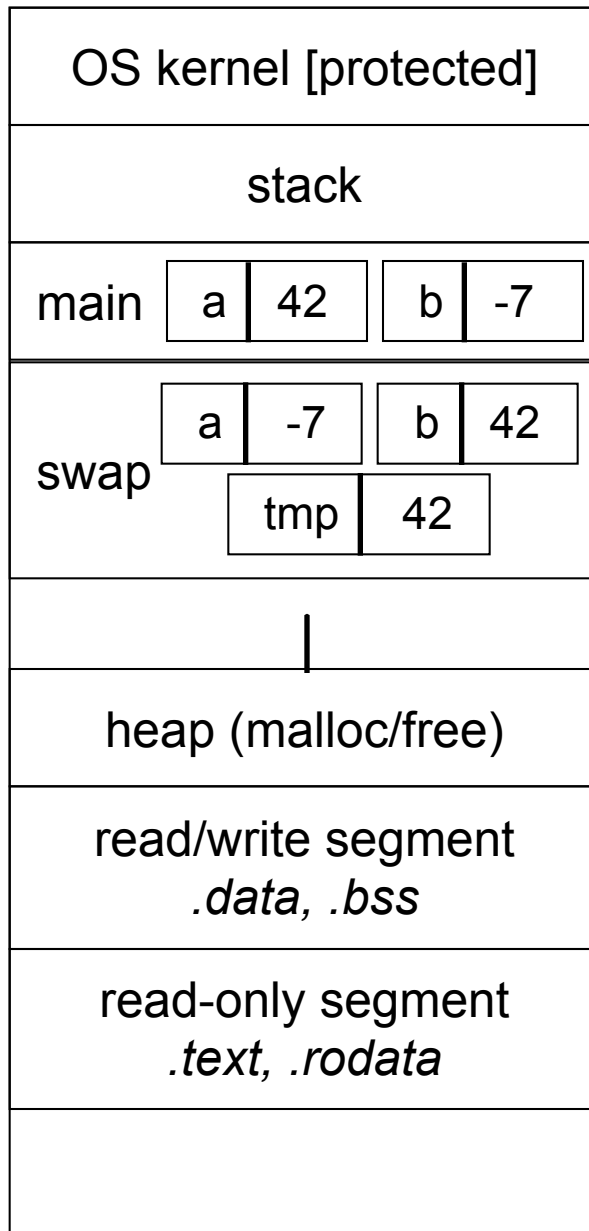 OS kernel [protected]
stack
main a 42 b -7
swap a -7 b 42
tmp 42
heap (malloc/free)
read/write segment
.data, .bss
read-only segment
.text, .rodata